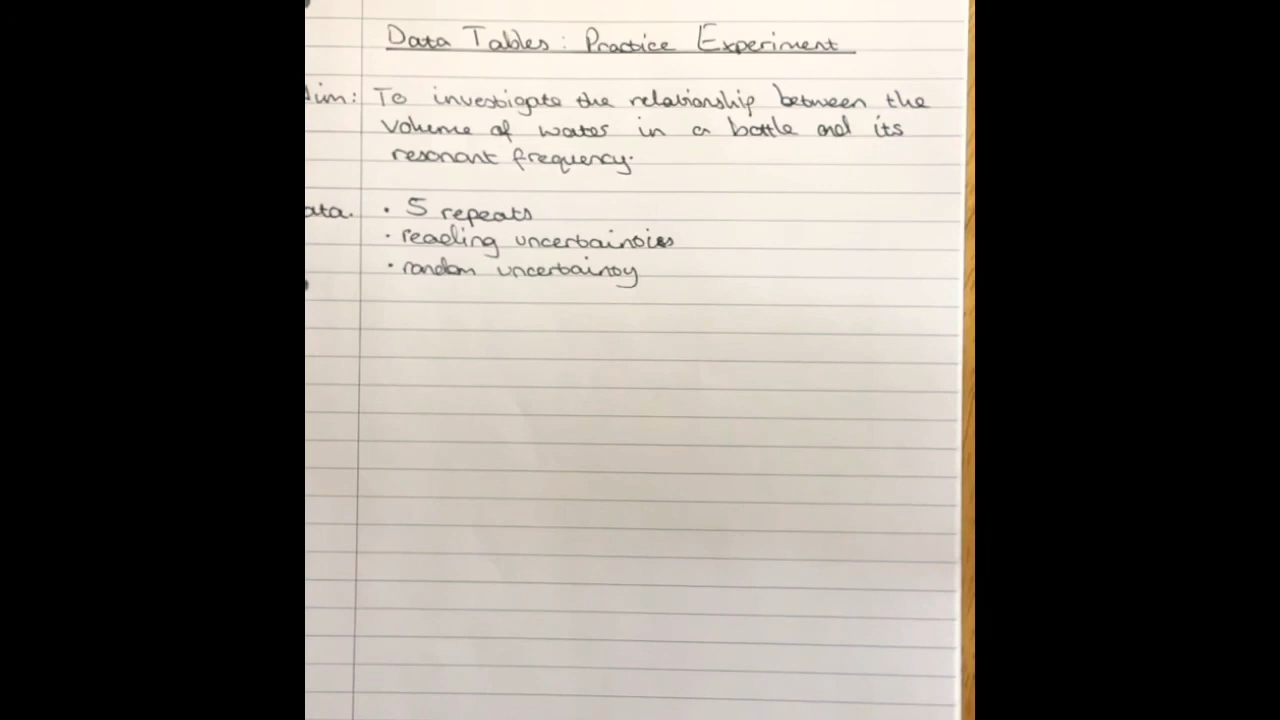 Data Tables: Practice Experiment
Aim: To investigate the relationship between the
volume of water in a bottle and its
resonant frequency.
ata. · 5 repeats
· reading uncertainties
· random uncertainty